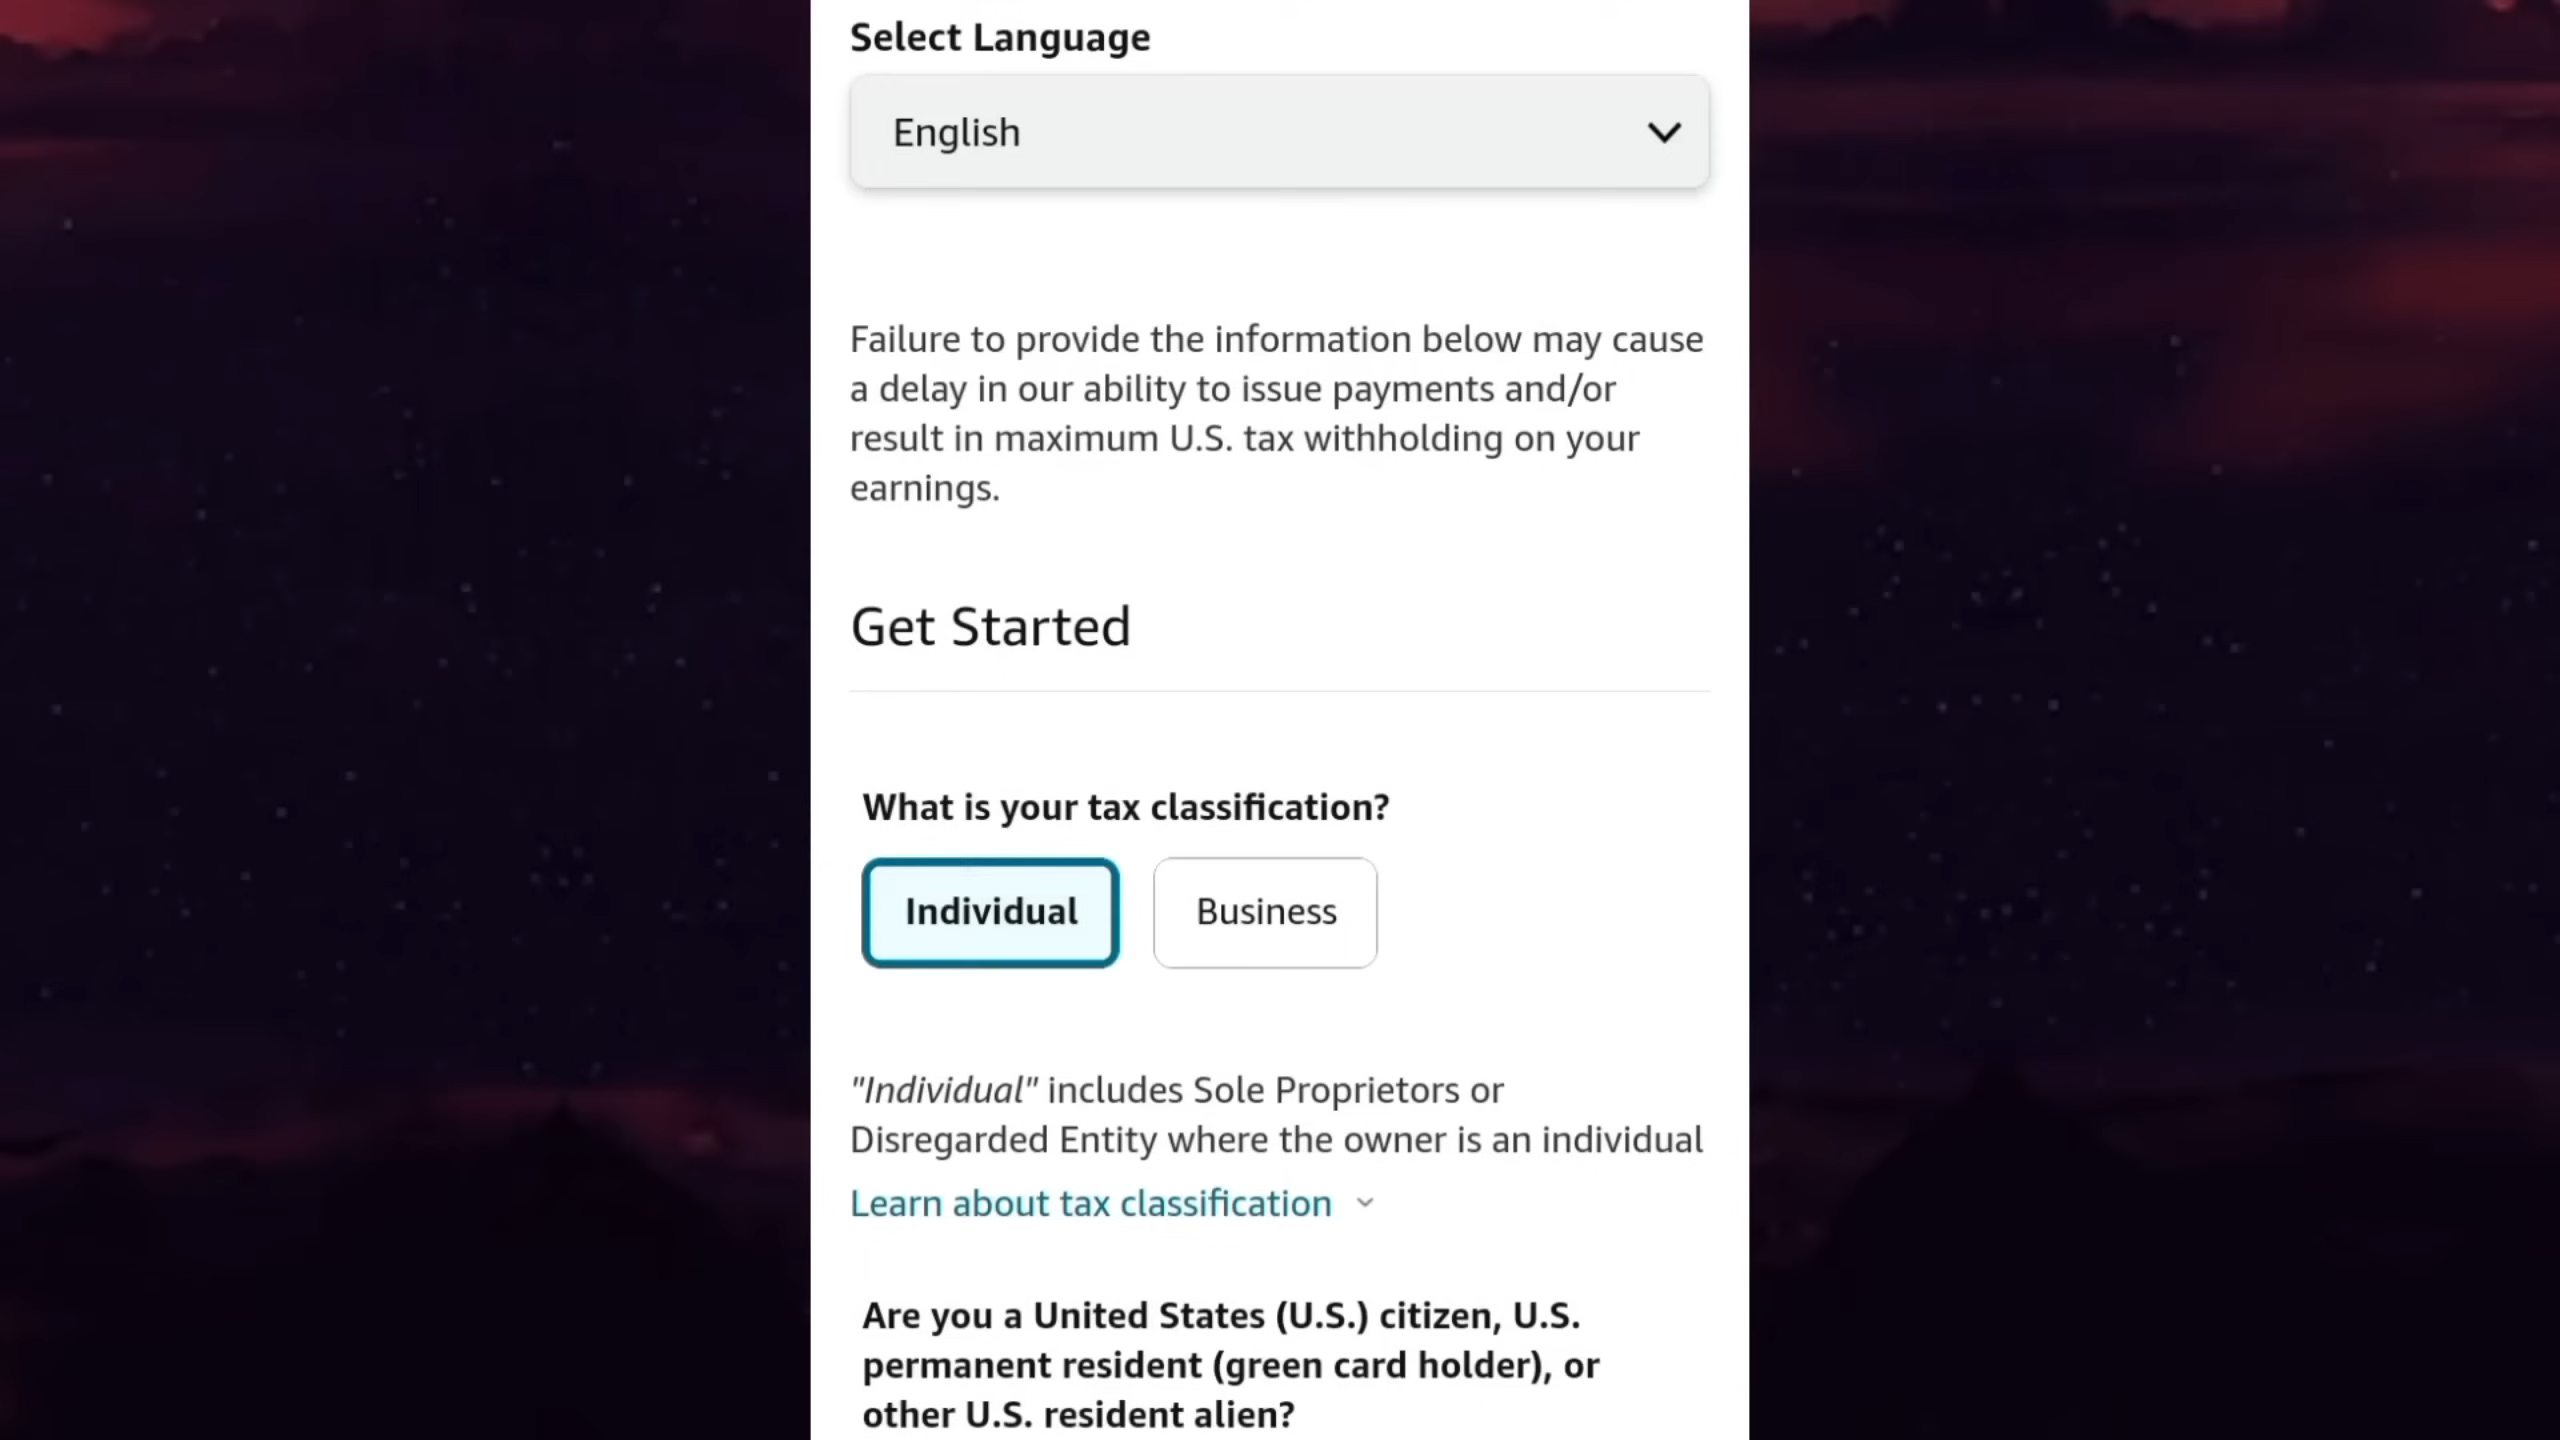 Select Language
English
Failure to provide the information below may cause
a delay in our ability to issue payments and/or
result in maximum U.S. tax withholding on your
earnings.
Get Started
What is your tax classification?
Individual
Business
"Individual" includes Sole Proprietors or
Disregarded Entity where the owner is an individual
Learn about tax classification
Are you a United States (U.S.) citizen, U.S.
permanent resident (green card holder), or
other U.S. resident alien?